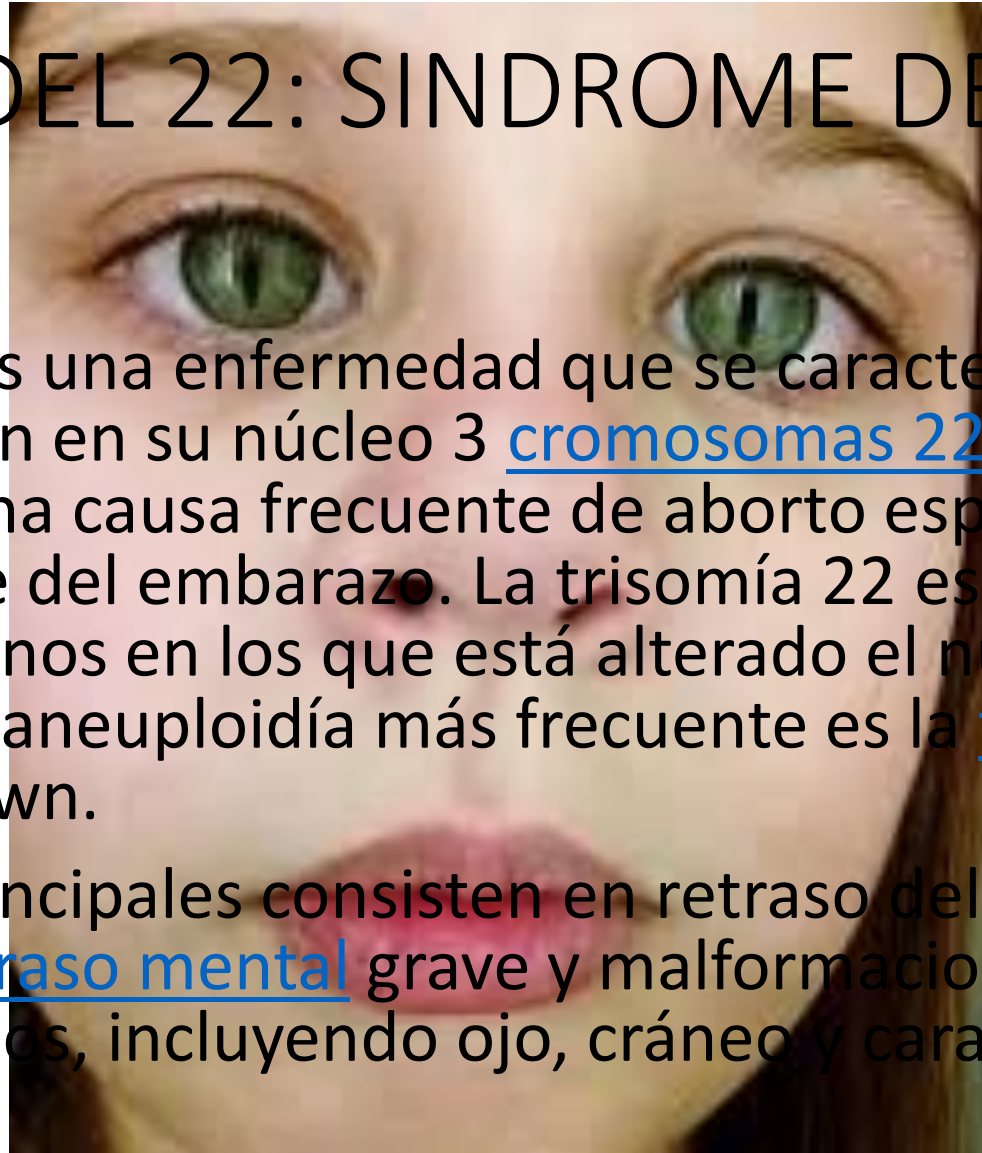 DEL 22: SINDROME DE
s una enfermedad que se caracte
n en su núcleo 3 cromosomas 22
na causa frecuente de aborto esp
e del embarazo. La trisomía 22 es
nos en los que está alterado el nú
aneuploidía más frecuente es la
wn.
ncipales consisten en retraso del
raso mental grave y malformacio
os, incluyendo ojo, cráneo y cara